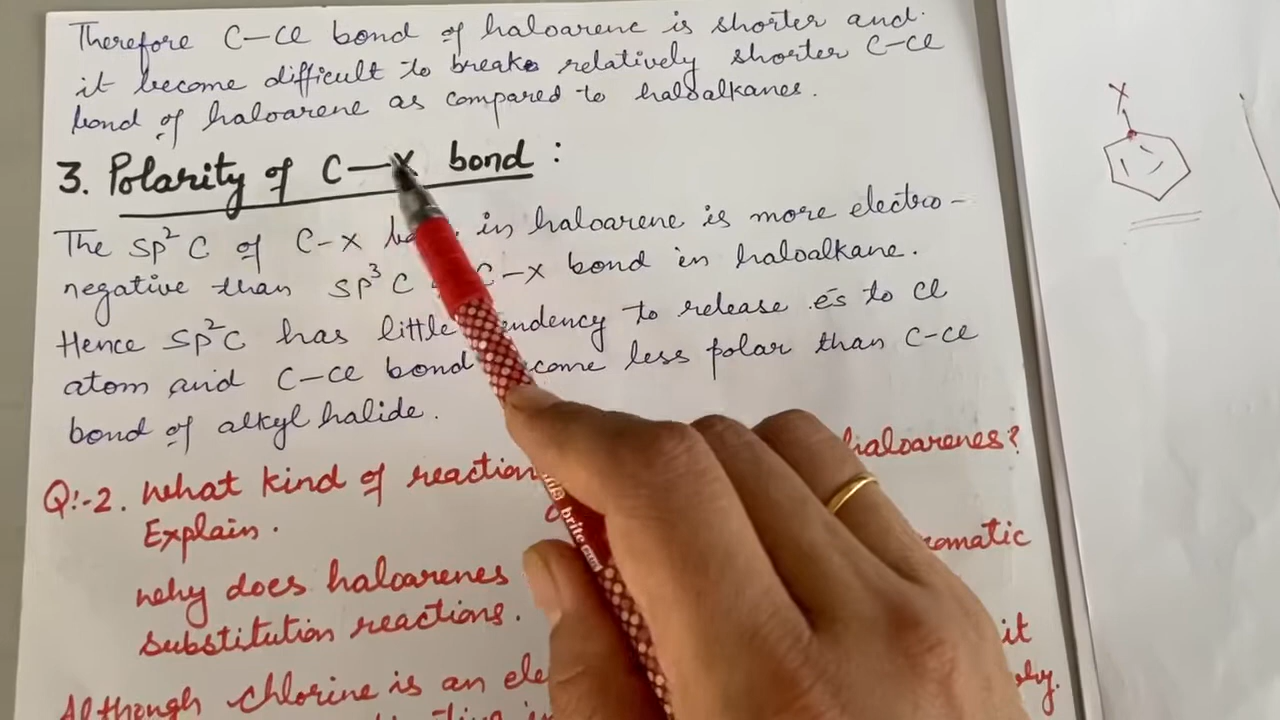 Therefore C-Cl bond of haloarene is shorter and
it become difficult to break relatively shorter C-Cl
bond of haloarene as compared to haloalkanes.
3. Polarity of C-X bond :
The sp² C of C-X in haloarene is more electro-
negative than sp³ C C-X bond in haloalkane.
Hence sp²C has little tendency to release es to Cl
atom and C-Cl bond less polar than C-Cl
bond of alkyl halide.
Q:-2. What kind of reaction haloarenes?
Explain.
why does haloarenes
substitution reactions.
it
Although chlorine is an
X
brite